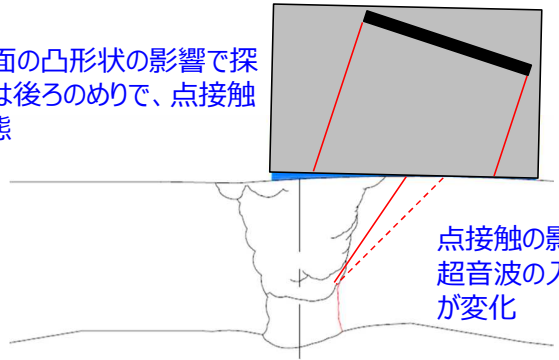 面の凸形状の影響で探
は後ろのめりで、点接触
態
点接触の影
超音波の入
が変化